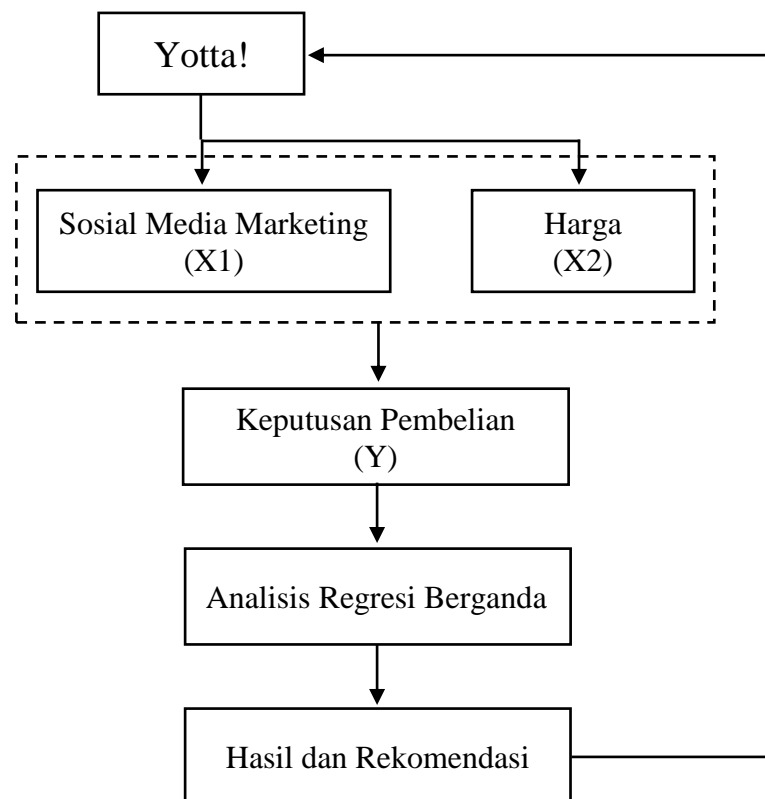 Yotta!
Sosial Media Marketing
(X1)
Harga
(X2)
Keputusan Pembelian
(Y)
Analisis Regresi Berganda
Hasil dan Rekomendasi